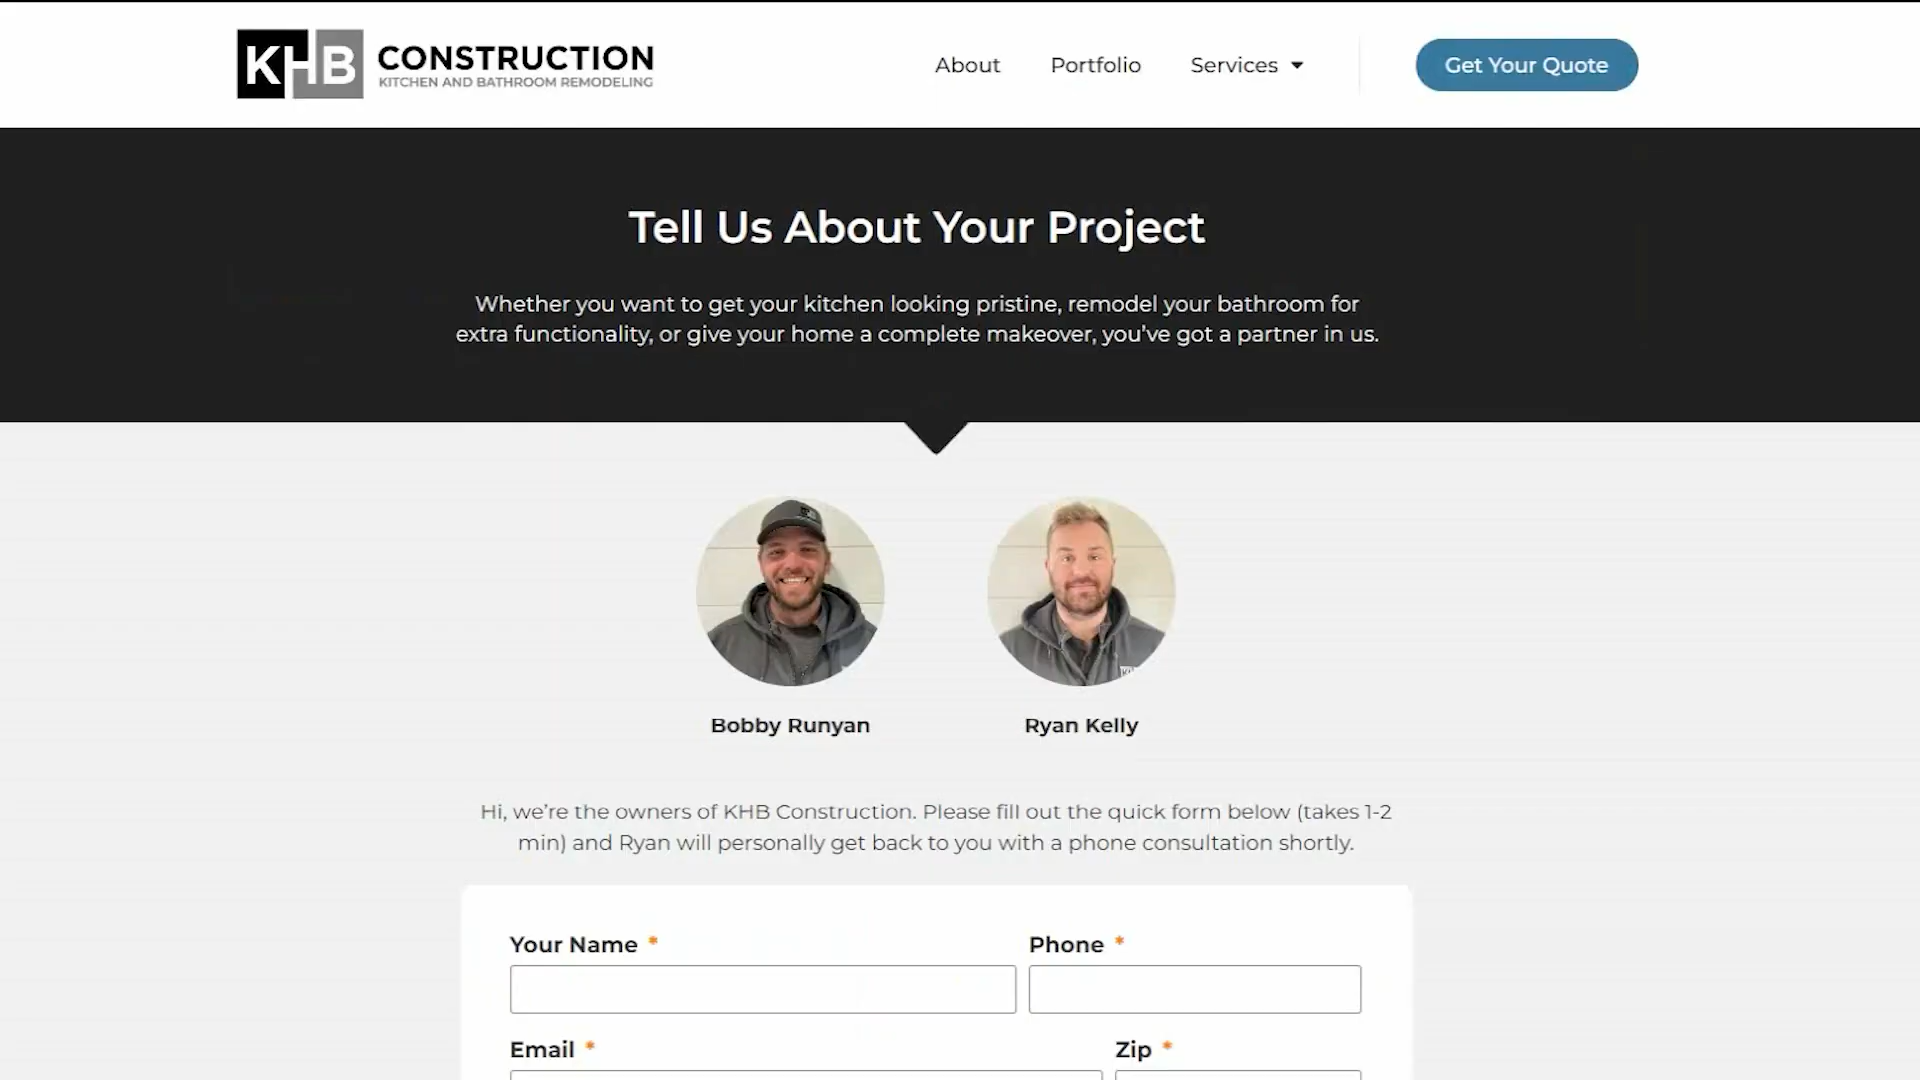 KHB CONSTRUCTION
KITCHEN AND BATHROOM REMODELING
About
Portfolio
Services
Get Your Quote
Tell Us About Your Project
Whether you want to get your kitchen looking pristine, remodel your bathroom for
extra functionality, or give your home a complete makeover, you've got a partner in us.
Bobby Runyan
Ryan Kelly
Hi, we’re the owners of KHB Construction. Please fill out the quick form below (takes 1-2
min) and Ryan will personally get back to you with a phone consultation shortly.
Your Name *
Phone *
Email *
Zip *